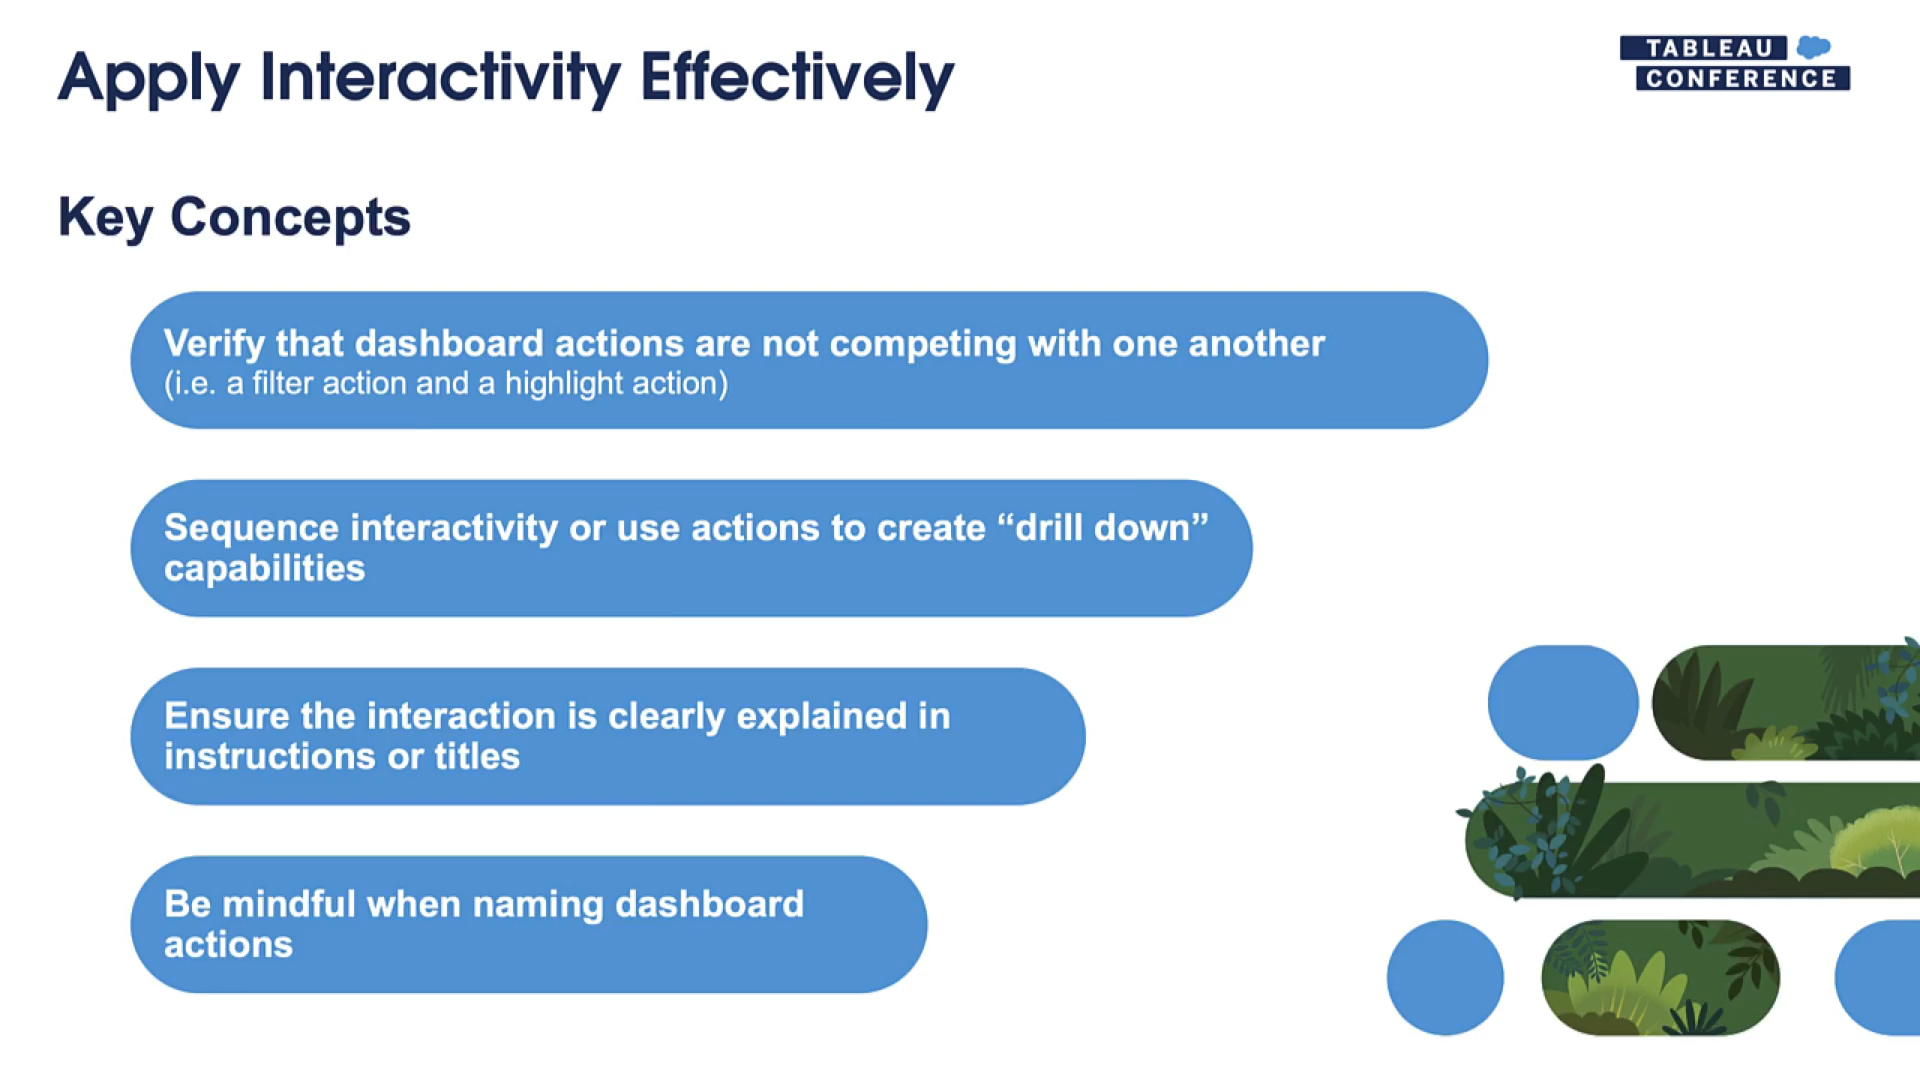 Apply Interactivity Effectively
TABLEAU
CONFERENCE
Key Concepts
Verify that dashboard actions are not competing with one another
(i.e. a filter action and a highlight action)
Sequence interactivity or use actions to create “drill down”
capabilities
Ensure the interaction is clearly explained in
instructions or titles
Be mindful when naming dashboard
actions